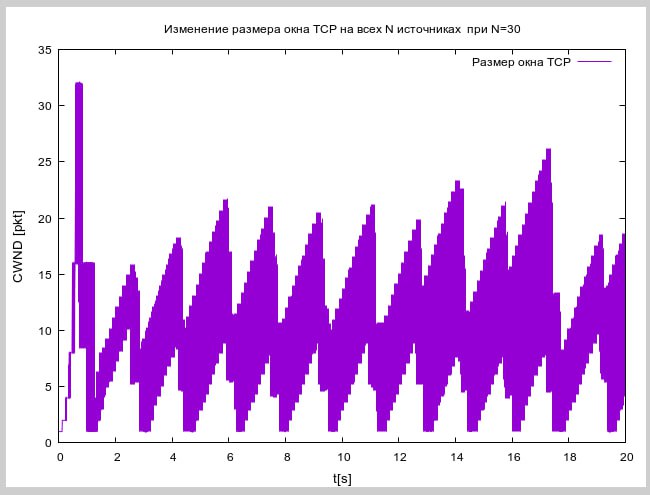 Изменение размера окна TCP на всех N источниках при N=30
Размер окна TCP
35
30
25
20
15
10
5
0
CWND [pkt]
0 2 4 6 8 10 12 14 16 18 20
t[s]